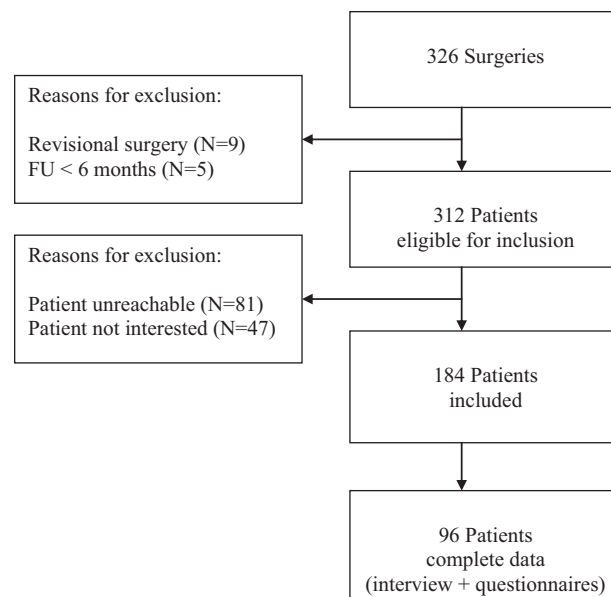 326 Surgeries
Reasons for exclusion:
Revisional surgery (N=9)
FU < 6 months (N=5)
312 Patients
eligible for inclusion
Reasons for exclusion:
Patient unreachable (N=81)
Patient not interested (N=47)
184 Patients
included
96 Patients
complete data
(interview + questionnaires)